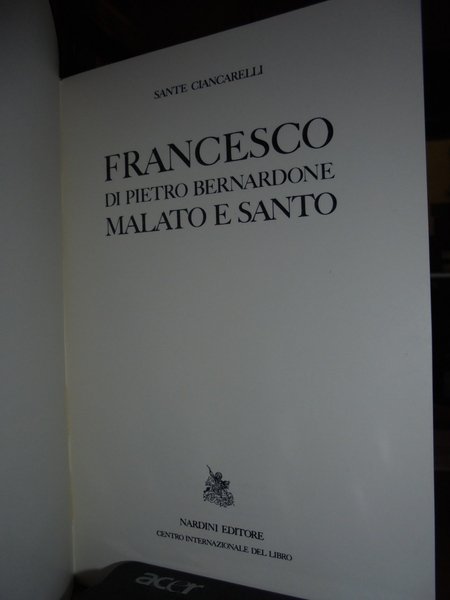 SANTE CIANCARELLI
FRANCESCO
DI PIETRO BERNARDONE
MALATO E SANTO
NARDINI EDITORE
CENTRO INTERNAZIONALE DEL LIBRO
acer